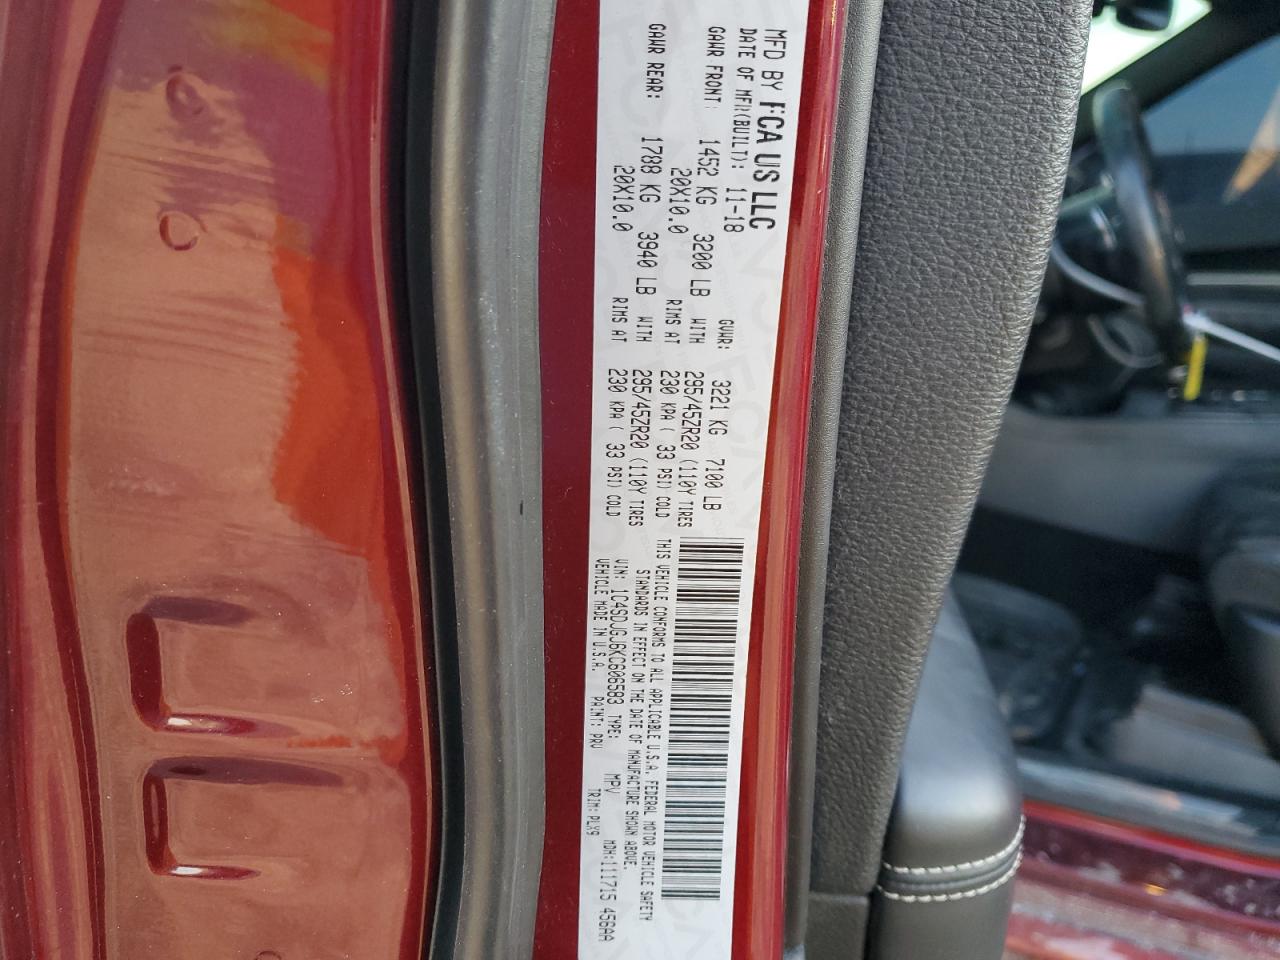 MFD BY FCA US LLC
DATE OF MFR(BUILT): 11-18 GVWR: 3221 KG 7100 LB
GAWR FRONT: 1452 KG 3200 LB WITH 295/45ZR20 (110Y TIRES
20X10.0 RIMS AT 230 KPA ( 33 PSI) COLD
GAWR REAR: 1788 KG 3940 LB WITH 295/45ZR20 (110Y TIRES
20X10.0 RIMS AT 230 KPA ( 33 PSI) COLD
THIS VEHICLE CONFORMS TO ALL APPLICABLE U.S.A. FEDERAL MOTOR VEHICLE SAFETY
STANDARDS IN EFFECT ON THE DATE OF MANUFACTURE SHOWN ABOVE.
VIN: 1C4SDJGJ6KC606583 TYPE: MPV MDH:111715 456AA
VEHICLE MADE IN U.S.A. PAINT: PRV TRIM:PLX9